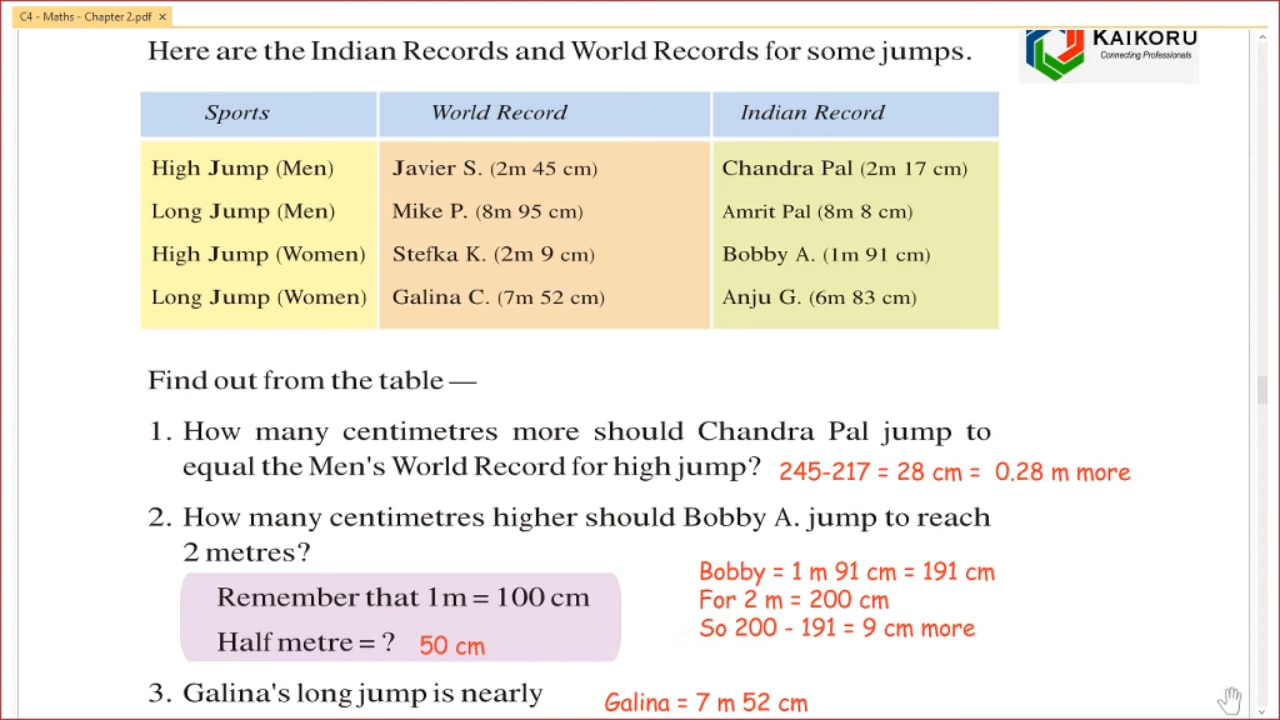 C4 - Maths - Chapter 2.pdf ×
Here are the Indian Records and World Records for some jumps.
KAIKORU
Connecting Professionals
Sports World Record Indian Record
High Jump (Men) Javier S. (2m 45 cm) Chandra Pal (2m 17 cm)
Long Jump (Men) Mike P. (8m 95 cm) Amrit Pal (8m 8 cm)
High Jump (Women) Stefka K. (2m 9 cm) Bobby A. (1m 91 cm)
Long Jump (Women) Galina C. (7m 52 cm) Anju G. (6m 83 cm)
Find out from the table —
1. How many centimetres more should Chandra Pal jump to
equal the Men's World Record for high jump? 245-217 = 28 cm = 0.28 m more
2. How many centimetres higher should Bobby A. jump to reach
2 metres?
Bobby = 1 m 91 cm = 191 cm
For 2 m = 200 cm
So 200 - 191 = 9 cm more
Remember that 1m = 100 cm
Half metre = ? 50 cm
3. Galina's long jump is nearly Galina = 7 m 52 cm